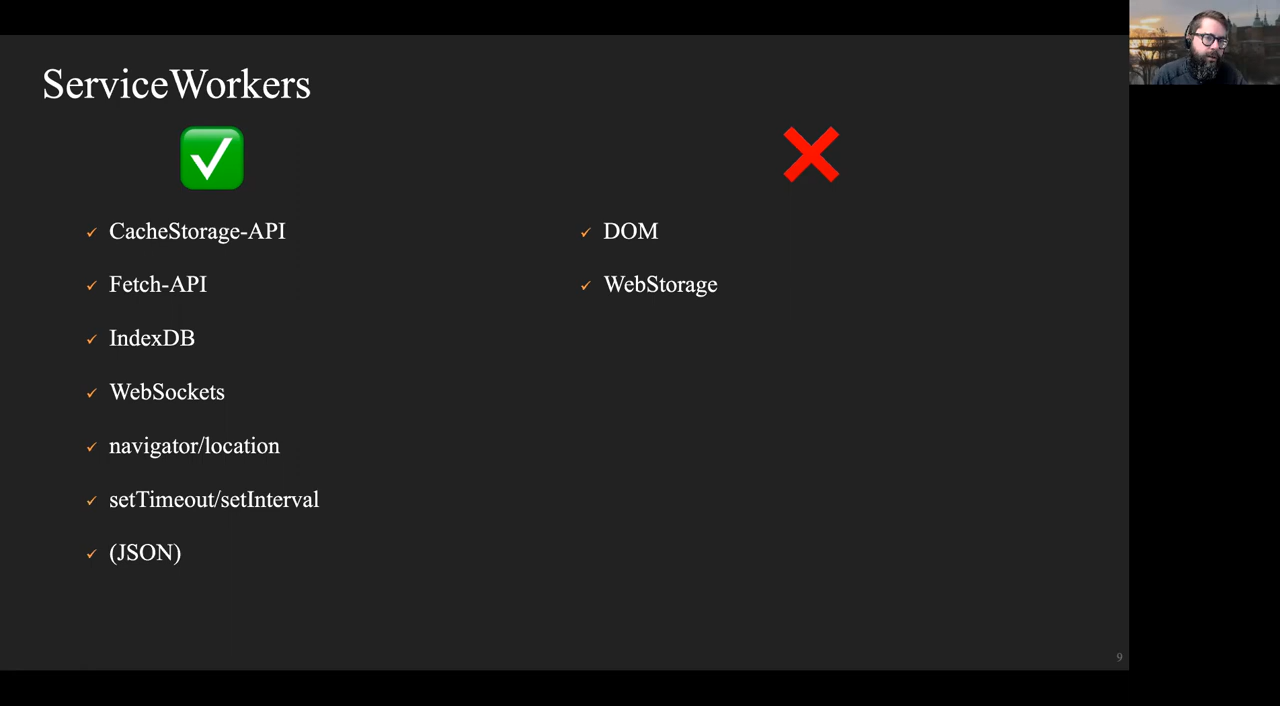 ServiceWorkers
CacheStorage-API
Fetch-API
IndexDB
WebSockets
navigator/location
setTimeout/setInterval
(JSON)
DOM
WebStorage
9